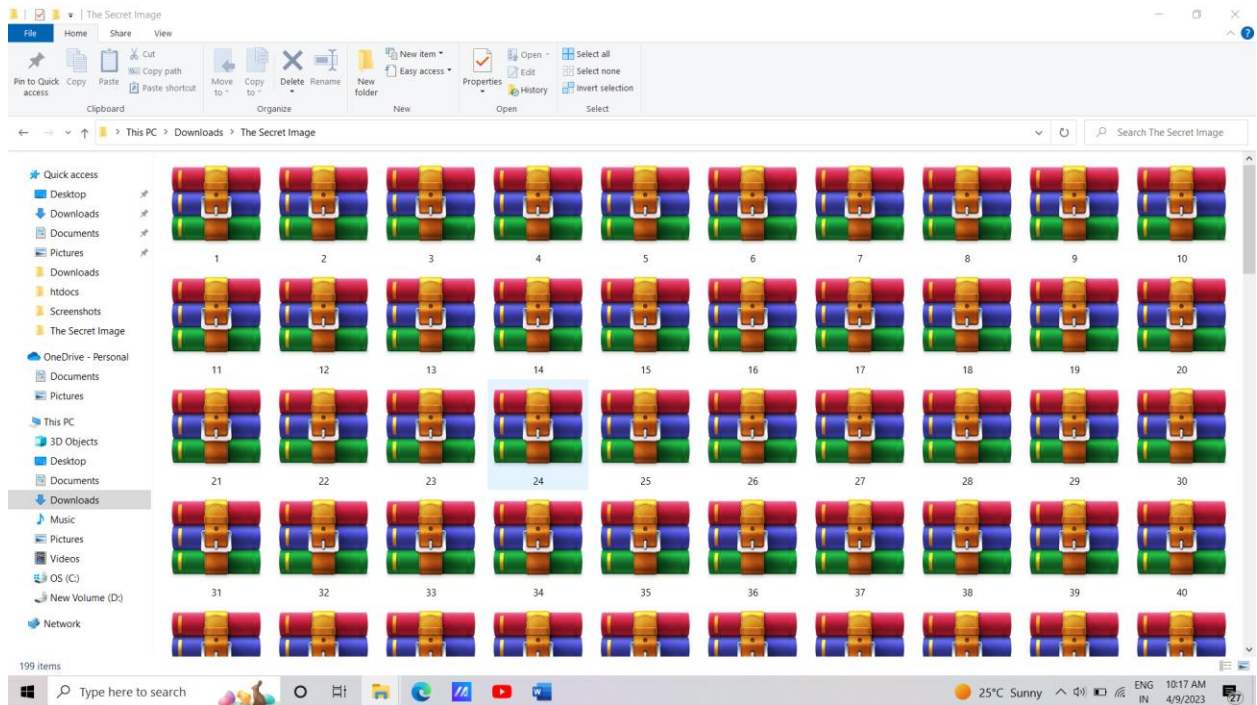 The Secret Image
File Home Share View
Pin to Quick access
Copy
Paste
Cut
Copy path
Paste shortcut
Clipboard
Move to
Copy to
Delete
Rename
Organize
New folder
New item
Easy access
New
Properties
Open
Edit
History
Open
Select all
Select none
Invert selection
Select
This PC > Downloads > The Secret Image
Search The Secret Image
Quick access
Desktop
Downloads
Documents
Pictures
Downloads
htdocs
Screenshots
The Secret Image
OneDrive - Personal
Documents
Pictures
This PC
3D Objects
Desktop
Documents
Downloads
Music
Pictures
Videos
OS (C:)
New Volume (D:)
Network
1 2 3 4 5 6 7 8 9 10
11 12 13 14 15 16 17 18 19 20
21 22 23 24 25 26 27 28 29 30
31 32 33 34 35 36 37 38 39 40
199 items
Type here to search
25°C Sunny
ENG
IN
10:17 AM
4/9/2023
27